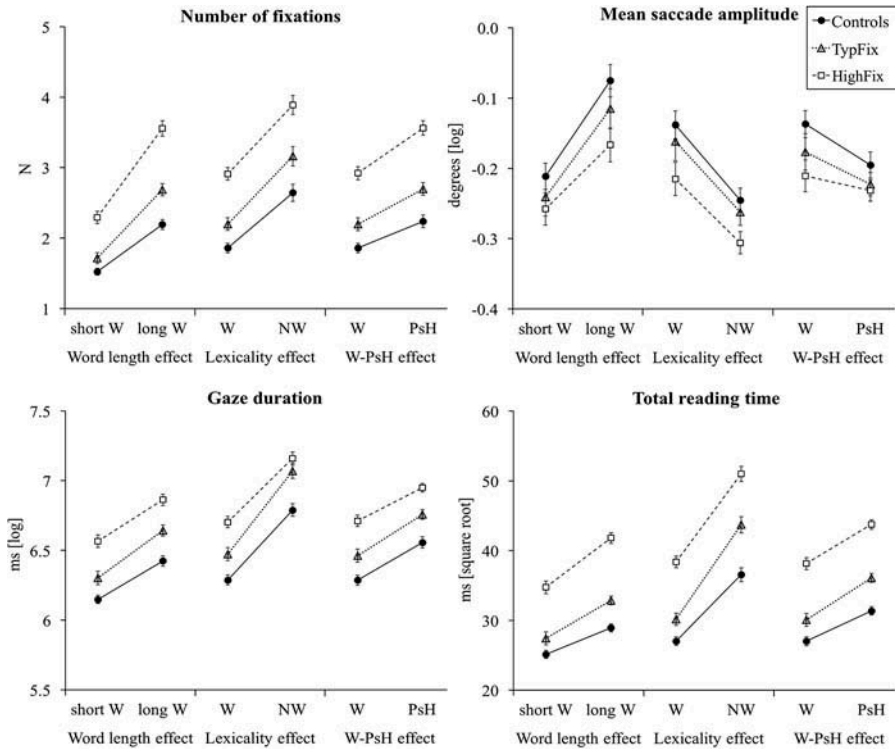 Number of fixations
5
4
3
2
1
N
short W long W W NW W PsH
Word length effect Lexicality effect W-PsH effect
Mean saccade amplitude
Controls
TypFix
HighFix
0.0
-0.1
-0.2
-0.3
-0.4
degrees [log]
short W long W W NW W PsH
Word length effect Lexicality effect W-PsH effect
Gaze duration
7.5
7
6.5
6
5.5
ms [log]
short W long W W NW W PsH
Word length effect Lexicality effect W-PsH effect
Total reading time
60
50
40
30
20
ms [square root]
short W long W W NW W PsH
Word length effect Lexicality effect W-PsH effect